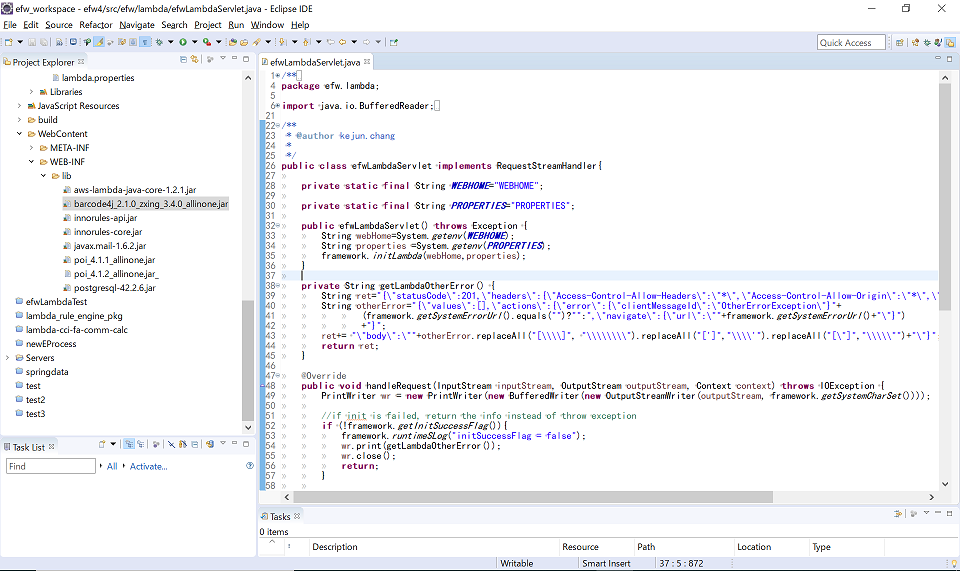 efw_workspace - efw4/src/efw/lambda/efwLambdaServlet.java - Eclipse IDE
File Edit Source Refactor Navigate Search Project Run Window Help
Quick Access
Project Explorer
lambda.properties
Libraries
JavaScript Resources
build
WebContent
META-INF
WEB-INF
lib
aws-lambda-java-core-1.2.1.jar
barcode4j_2.1.0_zxing_3.4.0_allinone.jar
innorules-api.jar
innorules-core.jar
javax.mail-1.6.2.jar
poi_4.1.1_allinone.jar
poi_4.1.2_allinone.jar_
postgresql-42.2.6.jar
efwLambdaTest
lambda_rule_engine_pkg
lambda-cci-fa-comm-calc
newEProcess
Servers
springdata
test
test2
test3
Task List
Find
All
Activate...
efwLambdaServlet.java
1 /**
4 package efw.lambda;
5
6 import java.io.BufferedReader;
21
22 /**
23 * @author kejun.chang
24 *
25 */
26 public class efwLambdaServlet implements RequestStreamHandler{
27
28 private static final String WEBHOME="WEBHOME";
29
30 private static final String PROPERTIES="PROPERTIES";
31
32 public efwLambdaServlet() throws Exception {
33 String webHome=System.getenv(WEBHOME);
34 String properties =System.getenv(PROPERTIES);
35 framework.initLambda(webHome,properties);
36 }
37
38 private String getLambdaOtherError() {
39 String ret="{\"statusCode\":201,\"headers\":{\"Access-Control-Allow-Headers\":\"*\",\"Access-Control-Allow-Origin\":\"*\",\
40 String otherError="{\"values\":[],\"actions\":{\"error\":{\"clientMessageId\":\"OtherErrorException\"}"+
41 (framework.getSystemErrorUrl().equals("")?"":",\"navigate\":{\"url\":\""+framework.getSystemErrorUrl()+"\"}")
42 +"}";
43 ret+= "\"body\":\""+otherError.replaceAll("[\\\\]", "\\\\\\\\").replaceAll("[']","\\\\'").replaceAll("[\"]","\\\\\"")+"\"}";
44 return ret;
45 }
46
47 @Override
48 public void handleRequest(InputStream inputStream, OutputStream outputStream, Context context) throws IOException {
49 PrintWriter wr = new PrintWriter(new BufferedWriter(new OutputStreamWriter(outputStream, framework.getSystemCharSet())));
50
51 //if init is failed, return the info instead of throw exception
52 if (!framework.getInitSuccessFlag()){
53 framework.runtimeSLog("initSuccessFlag = false");
54 wr.print(getLambdaOtherError());
55 wr.close();
56 return;
57 }
58
Tasks
0 items
! Description Resource Path Location Type
Writable Smart Insert 37 : 5 : 872